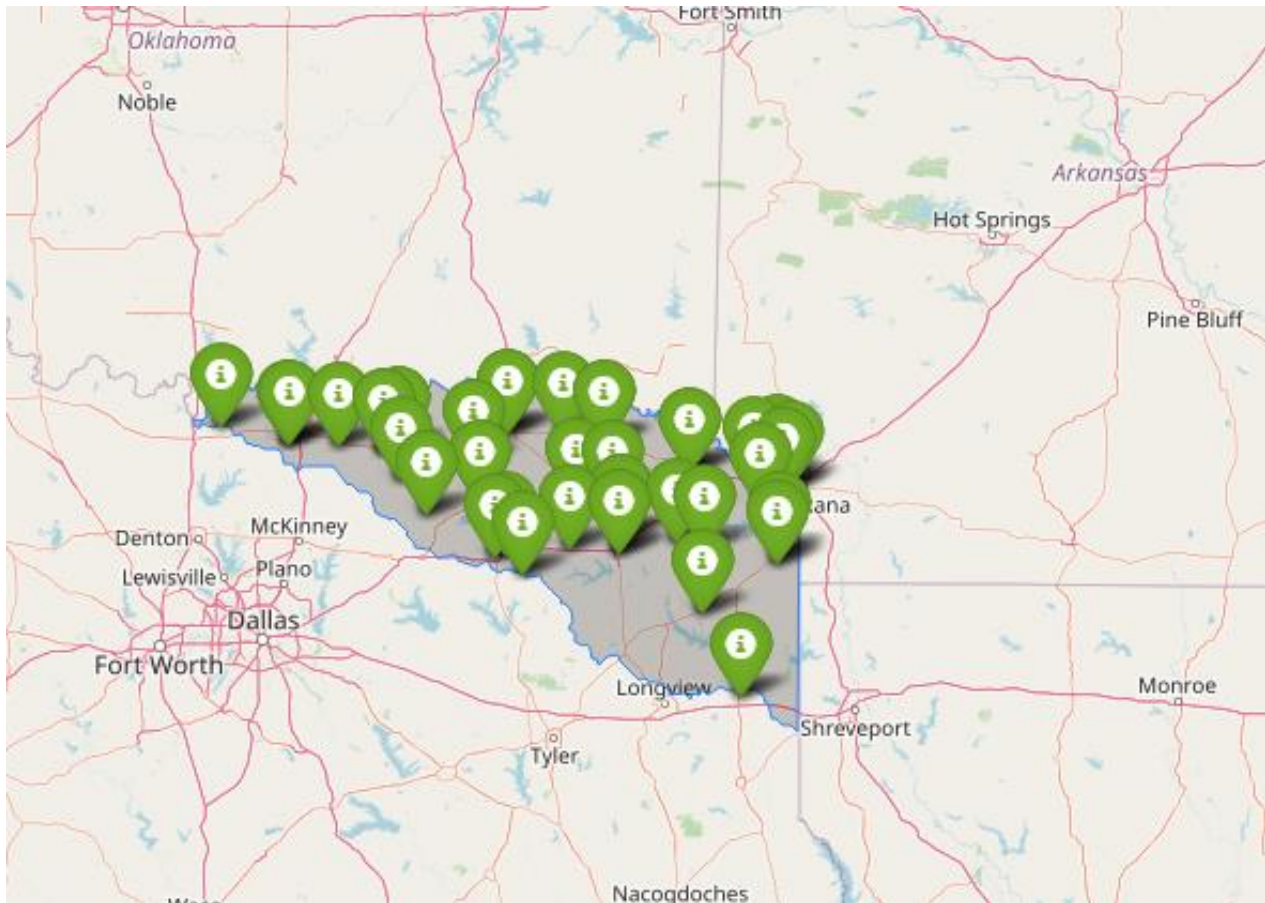 Fort Smith
Oklahoma
Noble
Arkansas
Hot Springs
Pine Bluff
McKinney
Denton
Plano
Lewisville
Dallas
Fort Worth
Longview
Monroe
Shreveport
Tyler
Nacogdoches